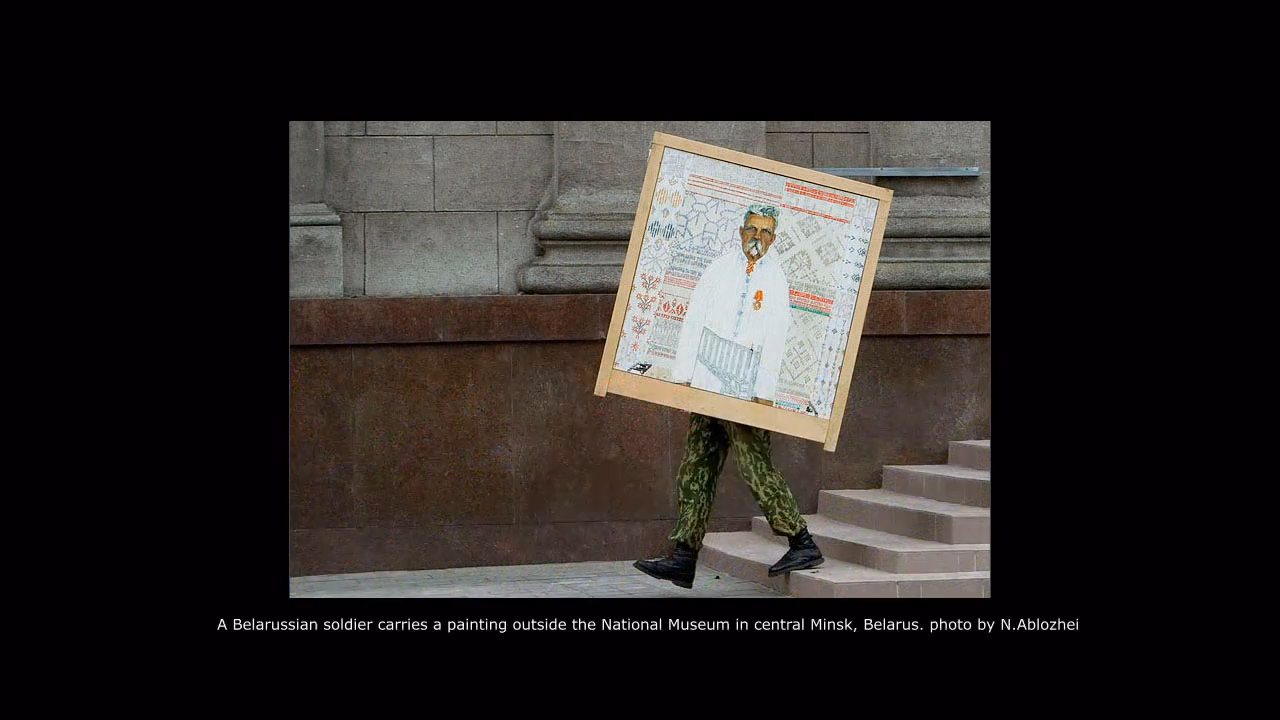 A Belarussian soldier carries a painting outside the National Museum in central Minsk, Belarus. photo by N.Ablozhei